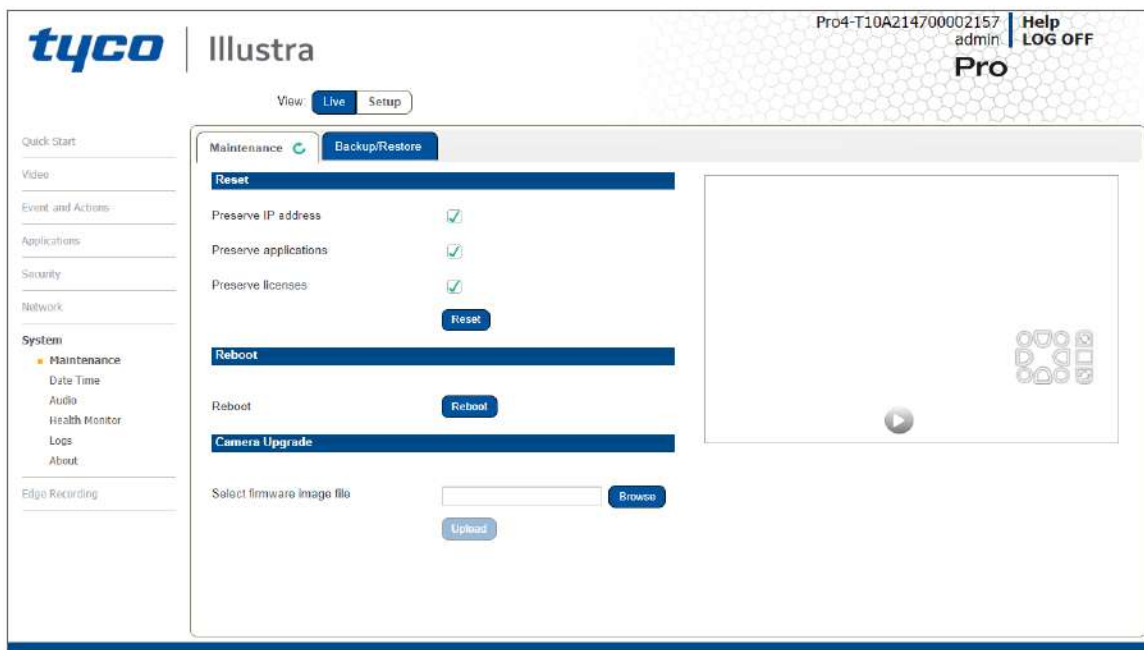 Pro4-T10A214700002157 Help
admin LOG OFF
tyco Illustra
Pro
View: Live Setup
Quick Start
Video
Event and Actions
Applications
Security
Network
System
Maintenance
Date Time
Audio
Health Monitor
Logs
About
Edge Recording
Maintenance Backup/Restore
Reset
Preserve IP address
Preserve applications
Preserve licenses
Reset
Reboot
Reboot Reboot
Camera Upgrade
Select firmware image file Browse
Upload